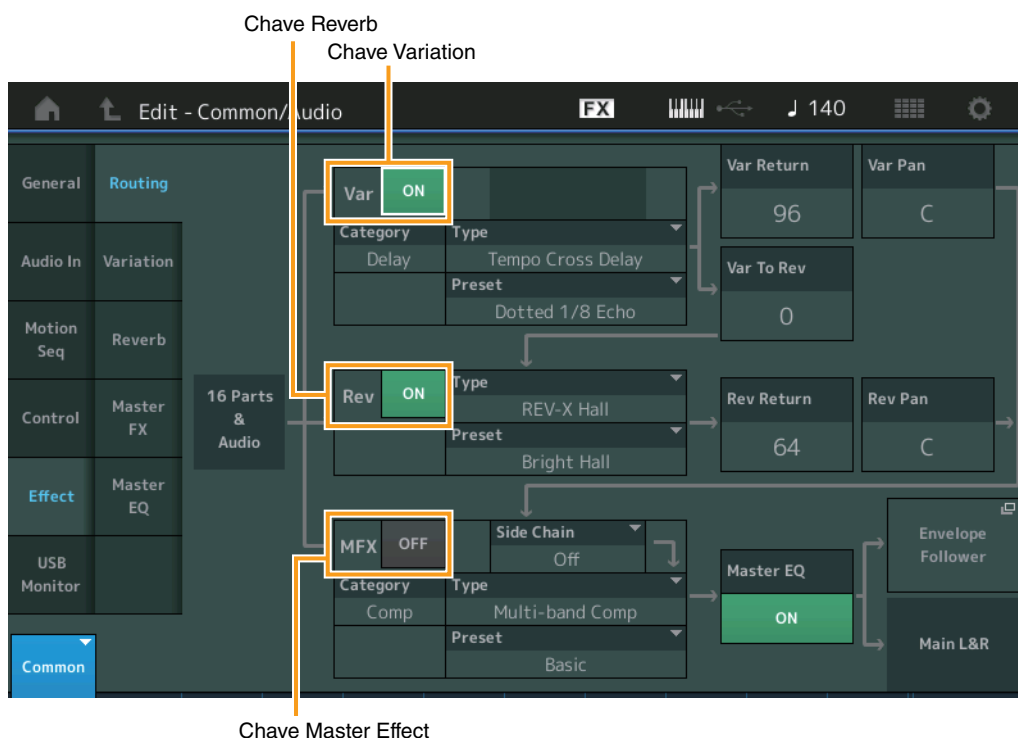 Chave Reverb
Chave Variation
Edit - Common/Audio
FX
♩ 140
General
Routing
Var
ON
Var Return
96
Var Pan
C
Category
Delay
Type
Tempo Cross Delay
Audio In
Variation
Var To Rev
0
Preset
Dotted 1/8 Echo
Motion
Seq
Reverb
16 Parts
&
Audio
Rev
ON
Type
REV-X Hall
Rev Return
64
Rev Pan
C
Control
Master
FX
Preset
Bright Hall
Effect
Master
EQ
MFX
OFF
Side Chain
Off
Envelope
Follower
USB
Monitor
Category
Comp
Type
Multi-band Comp
Master EQ
ON
Preset
Basic
Main L&R
Common
Chave Master Effect